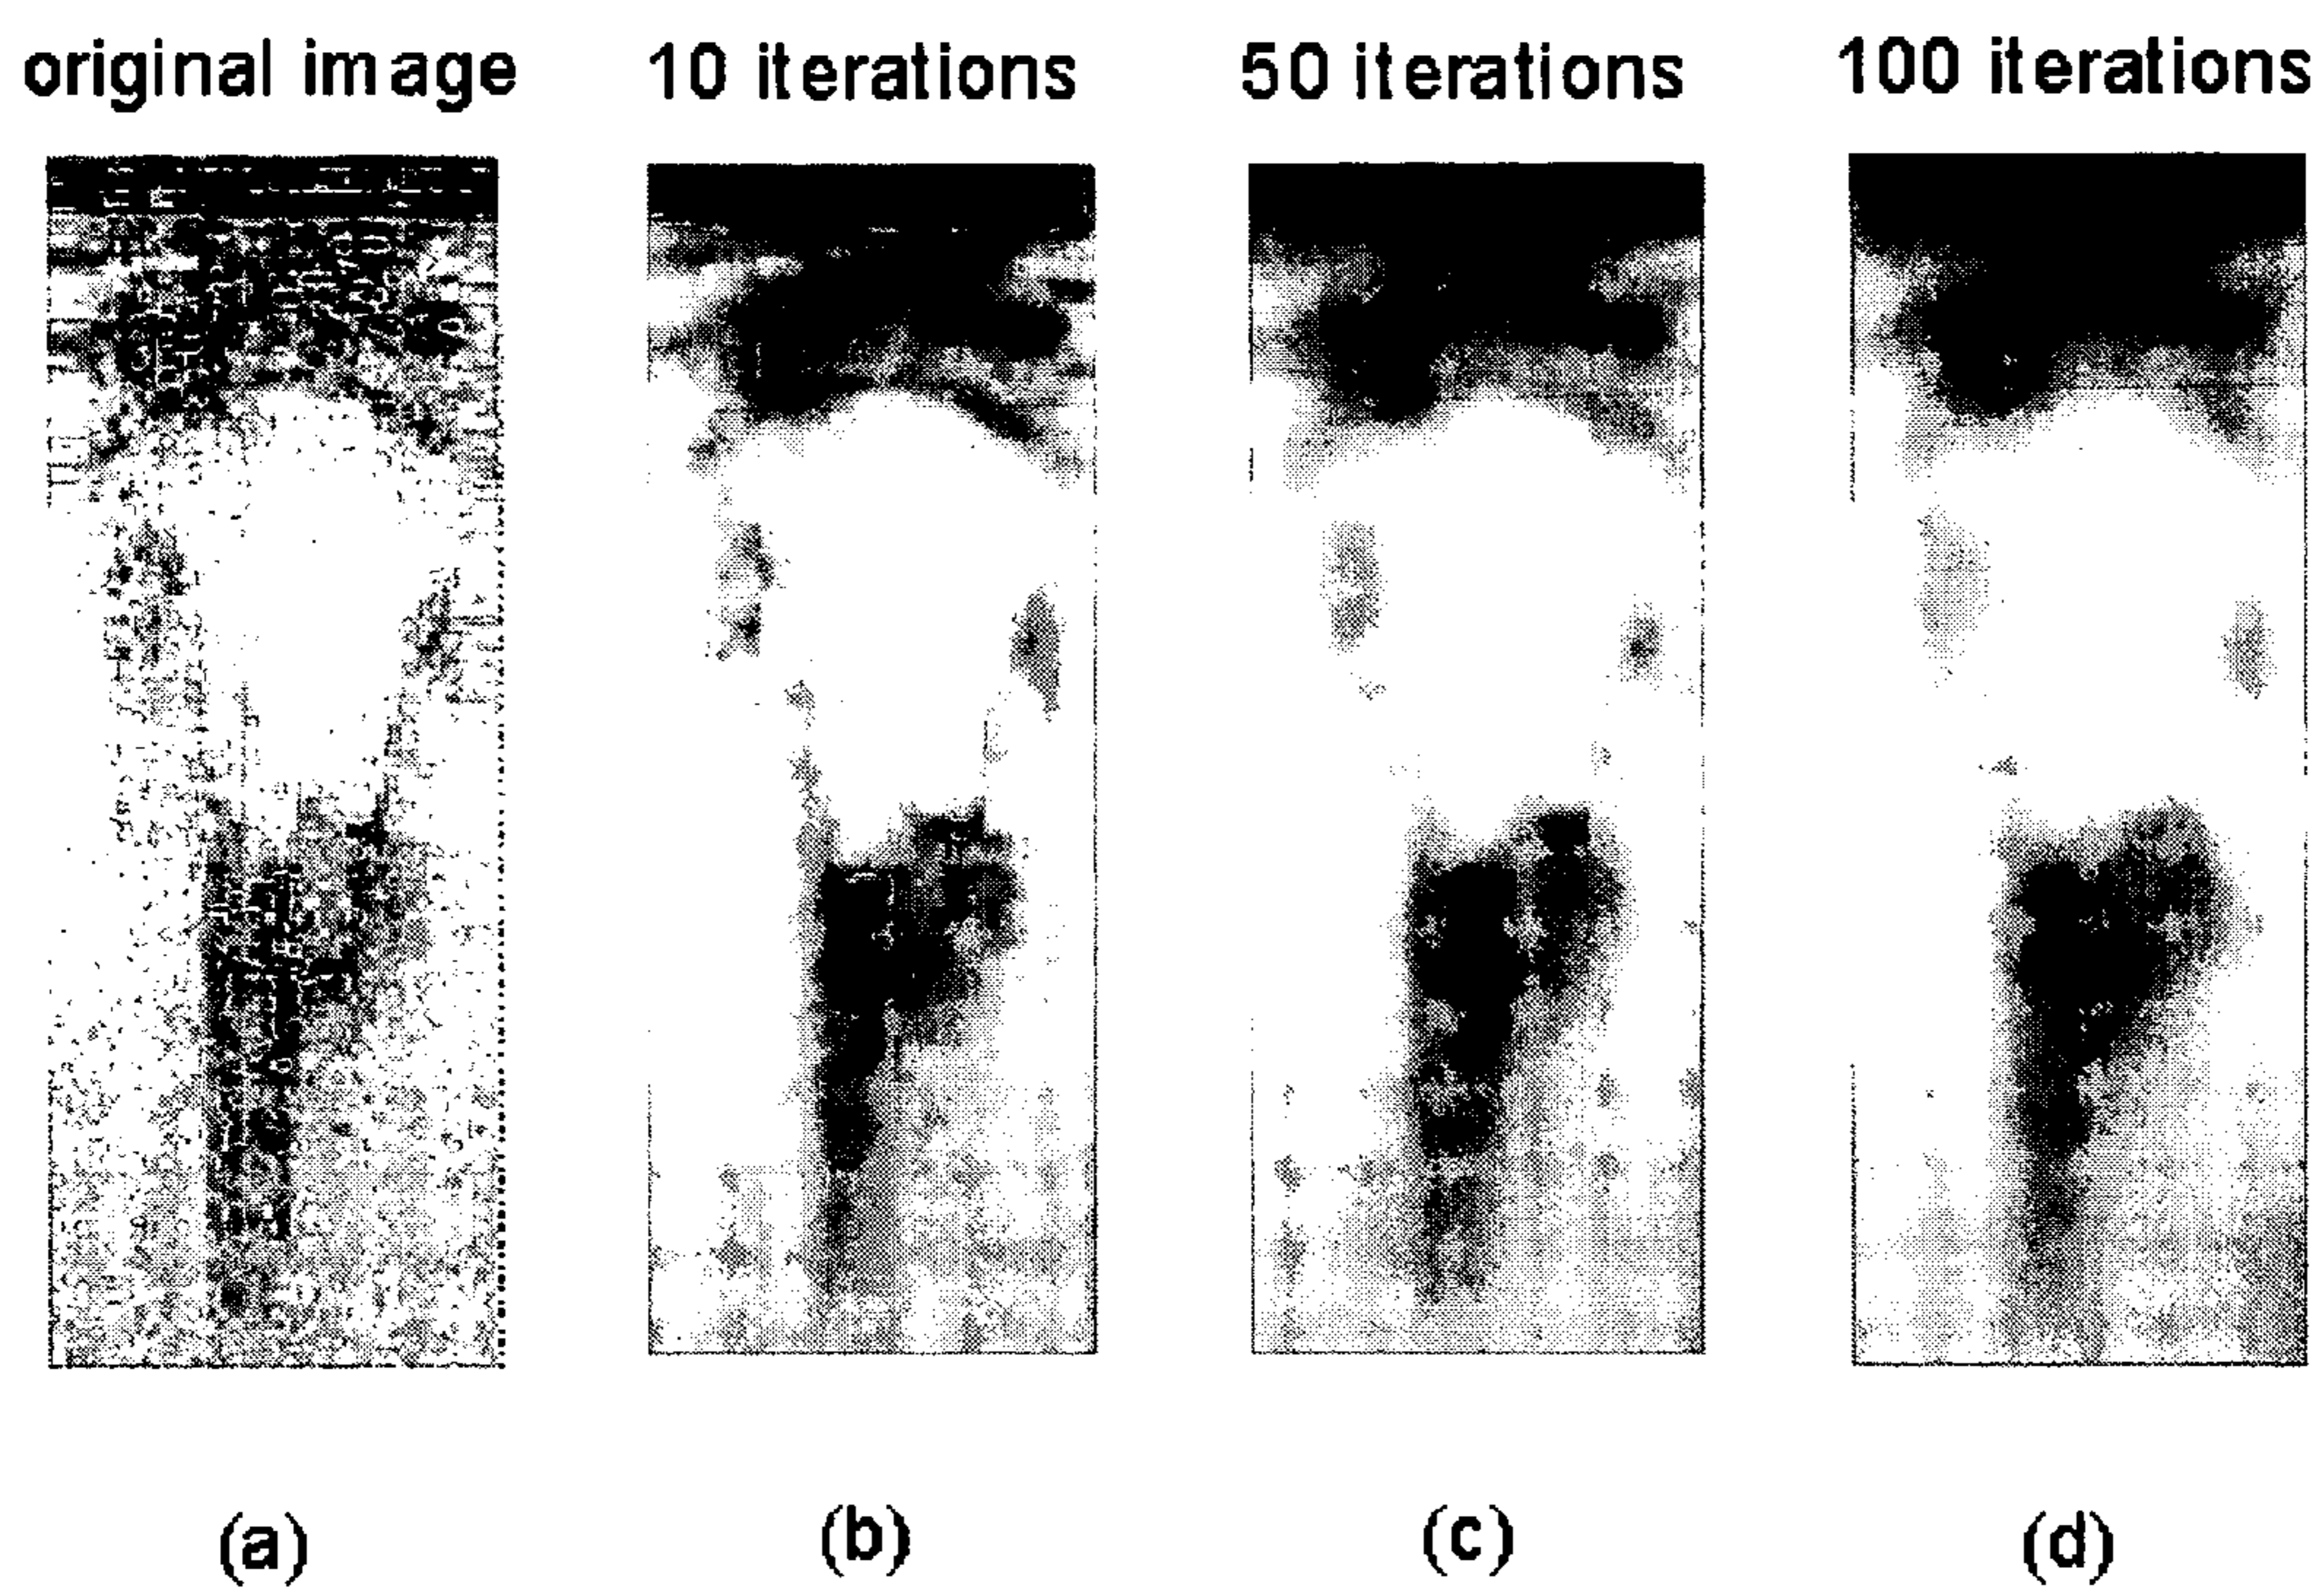 original image 10 iterations 50 iterations 100 iterations
(a) (b) (c) (d)